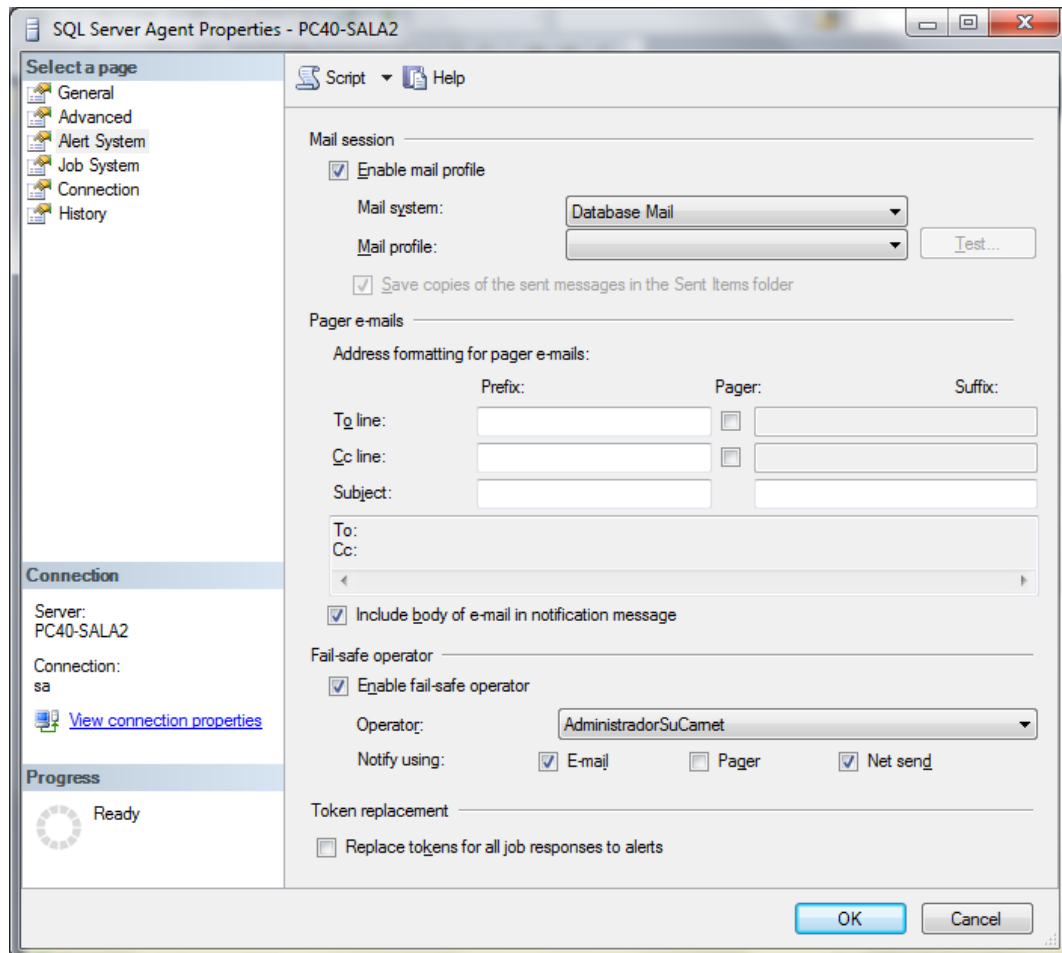 SQL Server Agent Properties - PC40-SALA2
Select a page
General
Advanced
Alert System
Job System
Connection
History
Script Help
Mail session
Enable mail profile
Mail system: Database Mail
Mail profile: Test...
Save copies of the sent messages in the Sent Items folder
Pager e-mails
Address formatting for pager e-mails:
Prefix: Pager: Suffix:
To line:
Cc line:
Subject:
To:
Cc:
Include body of e-mail in notification message
Fail-safe operator
Enable fail-safe operator
Operator: AdministradorSuCarnet
Notify using: E-mail Pager Net send
Token replacement
Replace tokens for all job responses to alerts
Connection
Server:
PC40-SALA2
Connection:
sa
View connection properties
Progress
Ready
OK Cancel